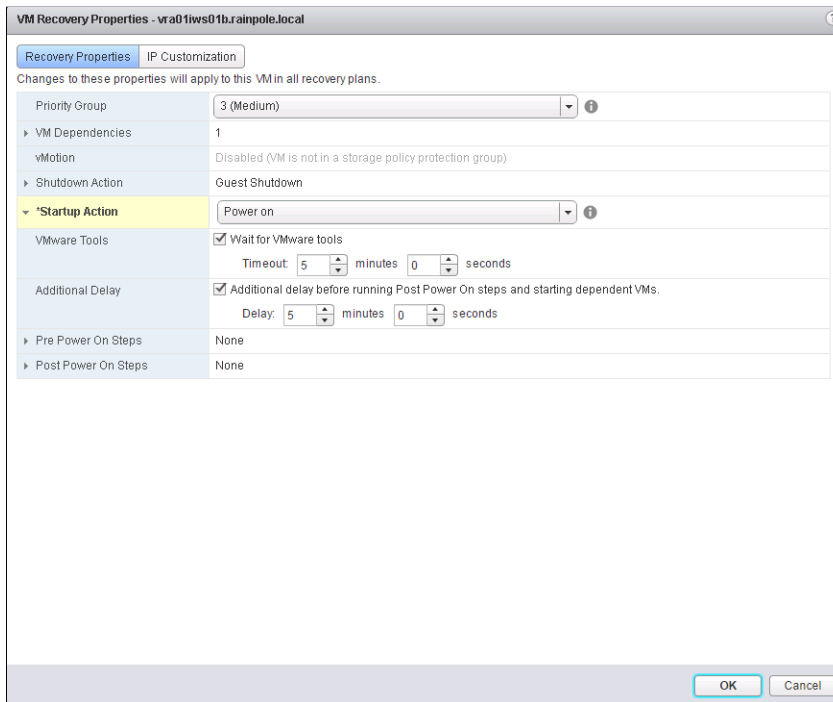 VM Recovery Properties - vra01iws01b.rainpole.local
Recovery Properties IP Customization
Changes to these properties will apply to this VM in all recovery plans.
Priority Group 3 (Medium)
VM Dependencies 1
vMotion Disabled (VM is not in a storage policy protection group)
Shutdown Action Guest Shutdown
*Startup Action Power on
VMware Tools Wait for VMware tools
Timeout: 5 minutes 0 seconds
Additional Delay Additional delay before running Post Power On steps and starting dependent VMs.
Delay: 5 minutes 0 seconds
Pre Power On Steps None
Post Power On Steps None
OK Cancel